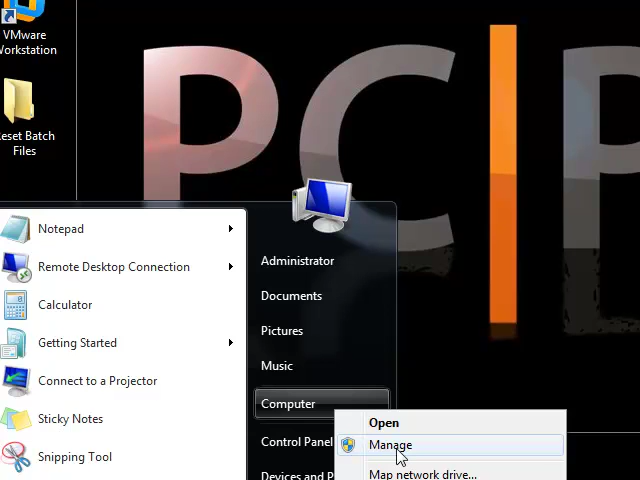 VMware
Workstation
Reset Batch
Files
PC|P
Notepad
Remote Desktop Connection
Calculator
Getting Started
Connect to a Projector
Sticky Notes
Snipping Tool
Administrator
Documents
Pictures
Music
Computer
Control Panel
Devices and P
Open
Manage
Map network drive...